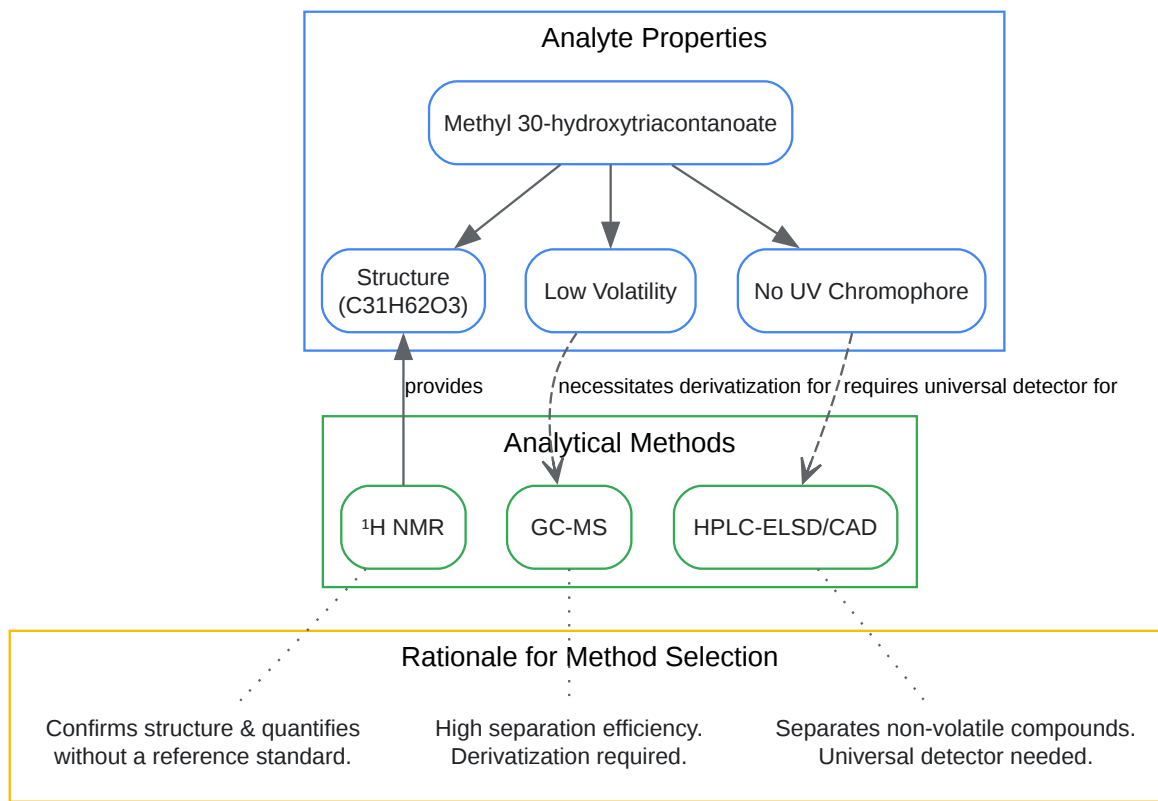 Analyte Properties
Methyl 30-hydroxytriacontanoate
Structure
(C31H62O3)
Low Volatility
No UV Chromophore
provides
necessitates derivatization for
requires universal detector for
Analytical Methods
¹H NMR
GC-MS
HPLC-ELSD/CAD
Rationale for Method Selection
Confirms structure & quantifies
without a reference standard.
High separation efficiency.
Derivatization required.
Separates non-volatile compounds.
Universal detector needed.